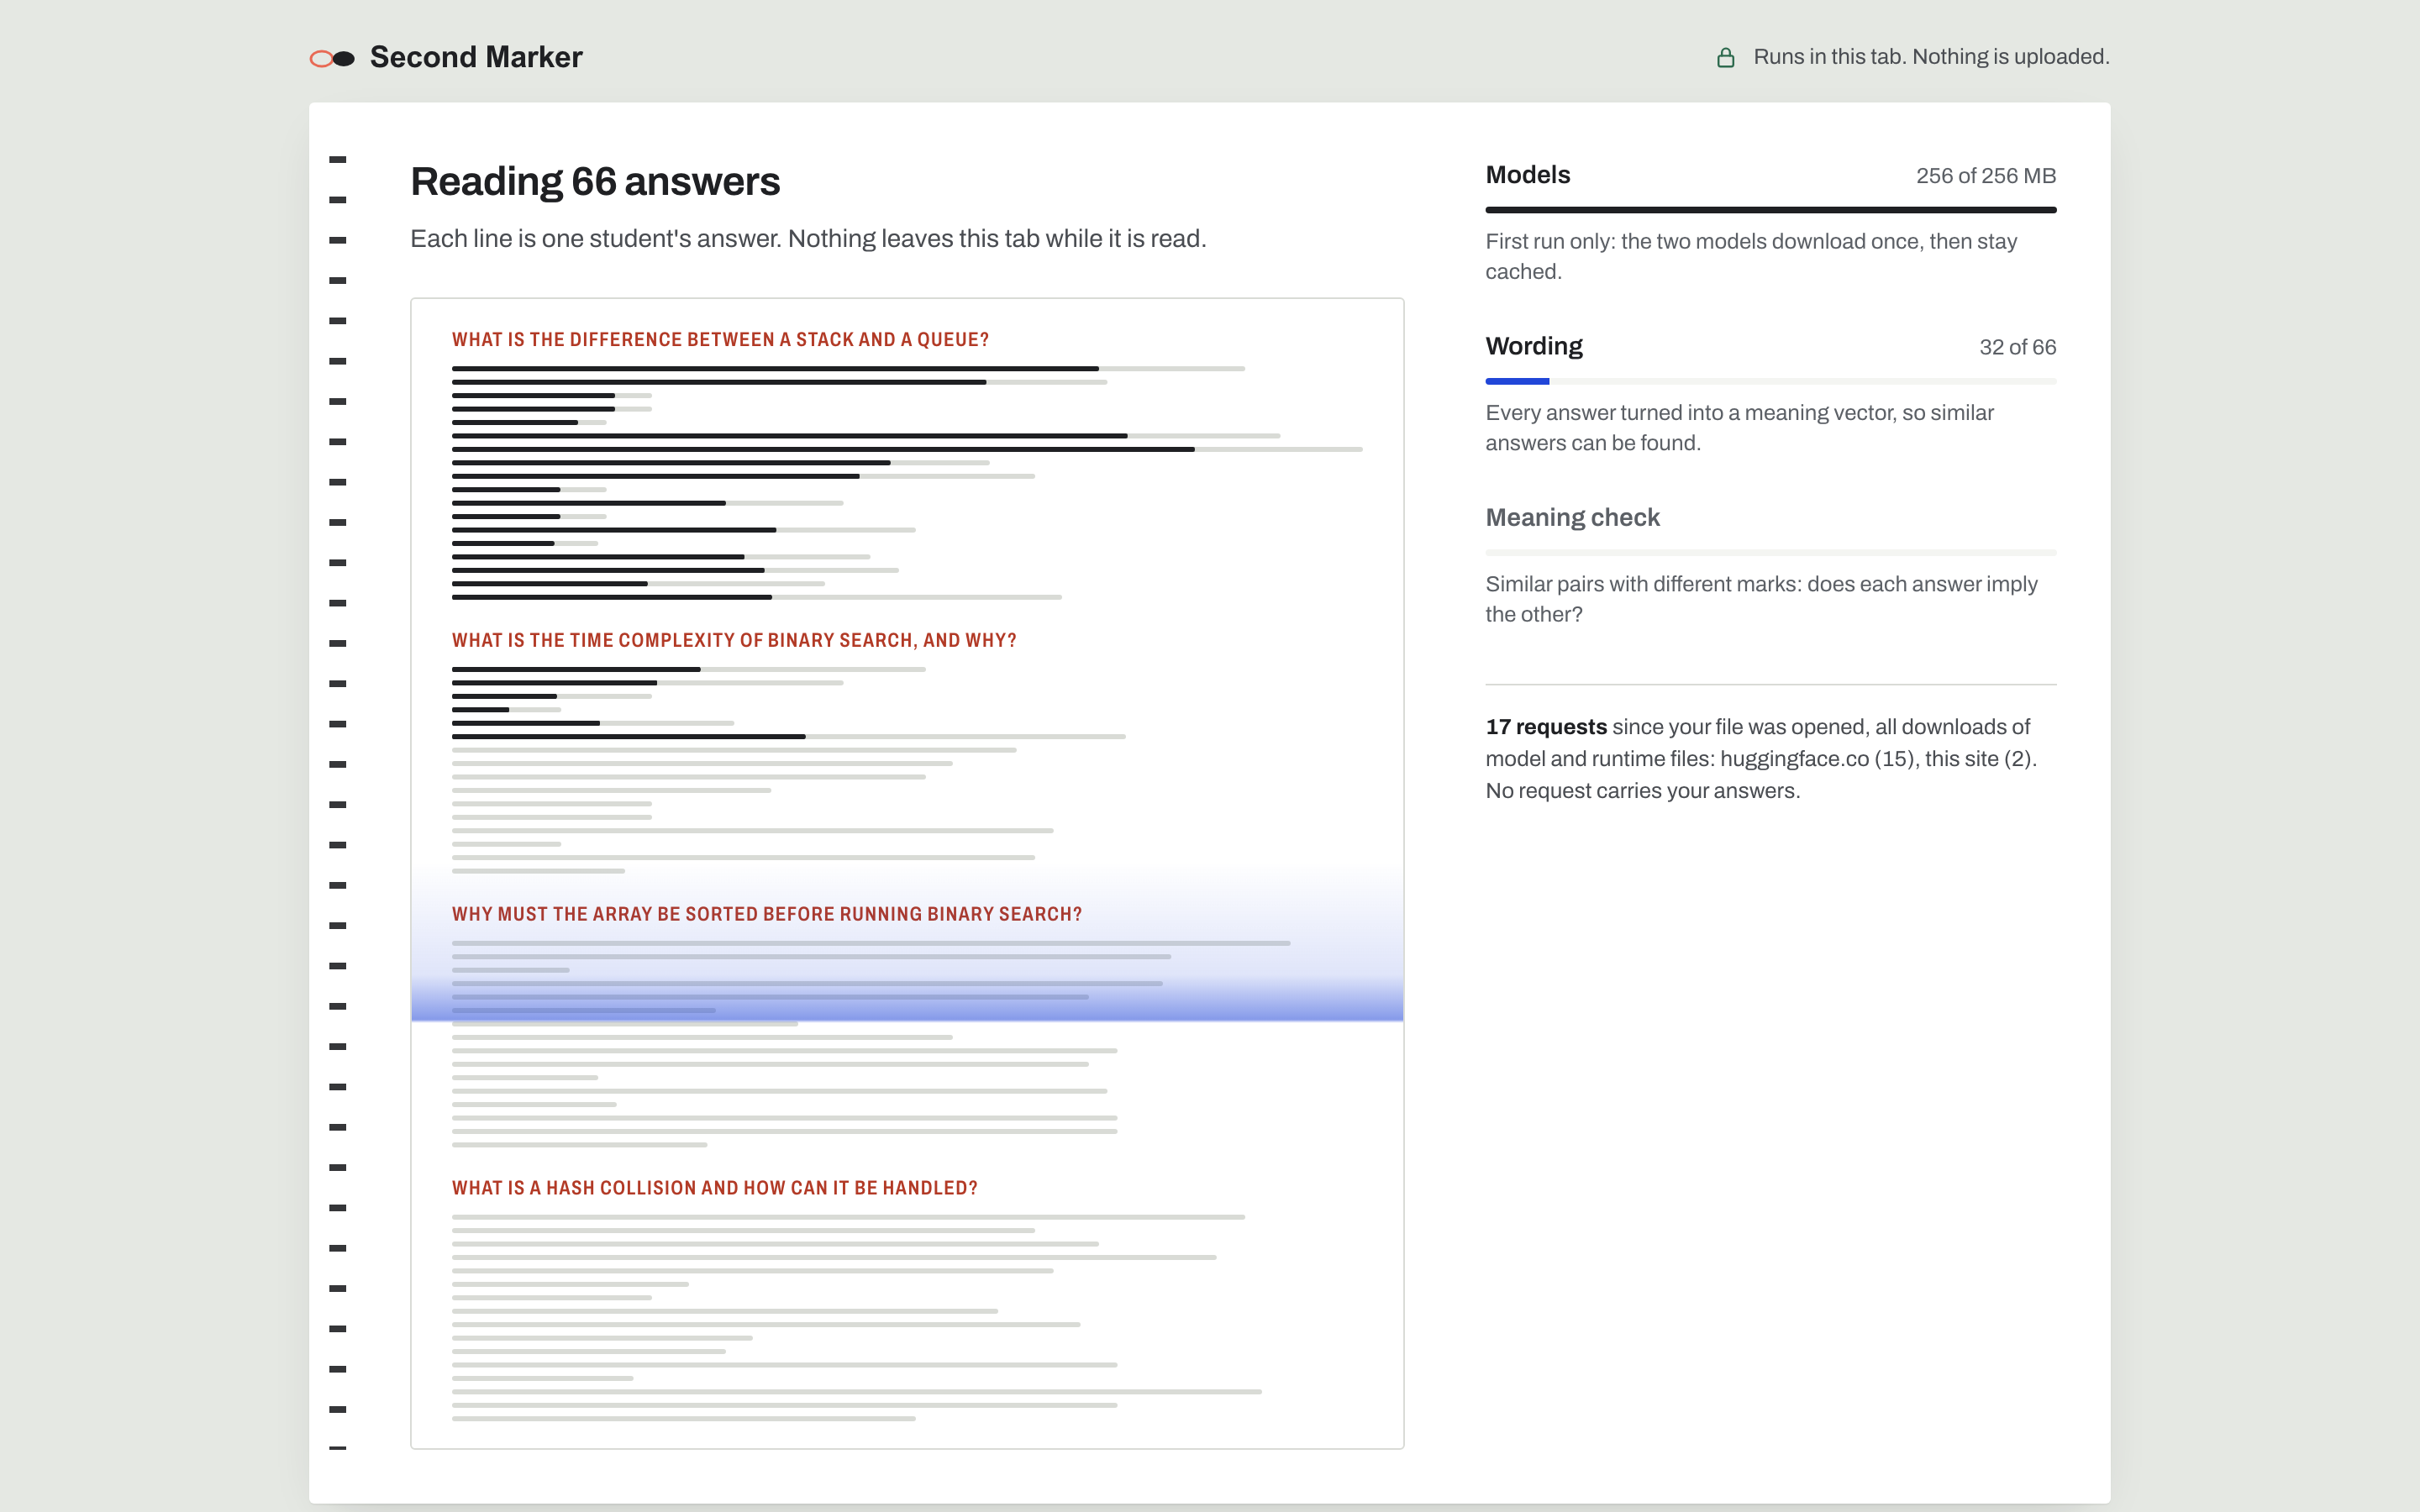 Second Marker
Runs in this tab. Nothing is uploaded.
Reading 66 answers
Each line is one student's answer. Nothing leaves this tab while it is read.
WHAT IS THE DIFFERENCE BETWEEN A STACK AND A QUEUE?
WHAT IS THE TIME COMPLEXITY OF BINARY SEARCH, AND WHY?
WHY MUST THE ARRAY BE SORTED BEFORE RUNNING BINARY SEARCH?
WHAT IS A HASH COLLISION AND HOW CAN IT BE HANDLED?
Models
256 of 256 MB
First run only: the two models download once, then stay
cached.
Wording
32 of 66
Every answer turned into a meaning vector, so similar
answers can be found.
Meaning check
Similar pairs with different marks: does each answer imply
the other?
17 requests since your file was opened, all downloads of
model and runtime files: huggingface.co (15), this site (2).
No request carries your answers.